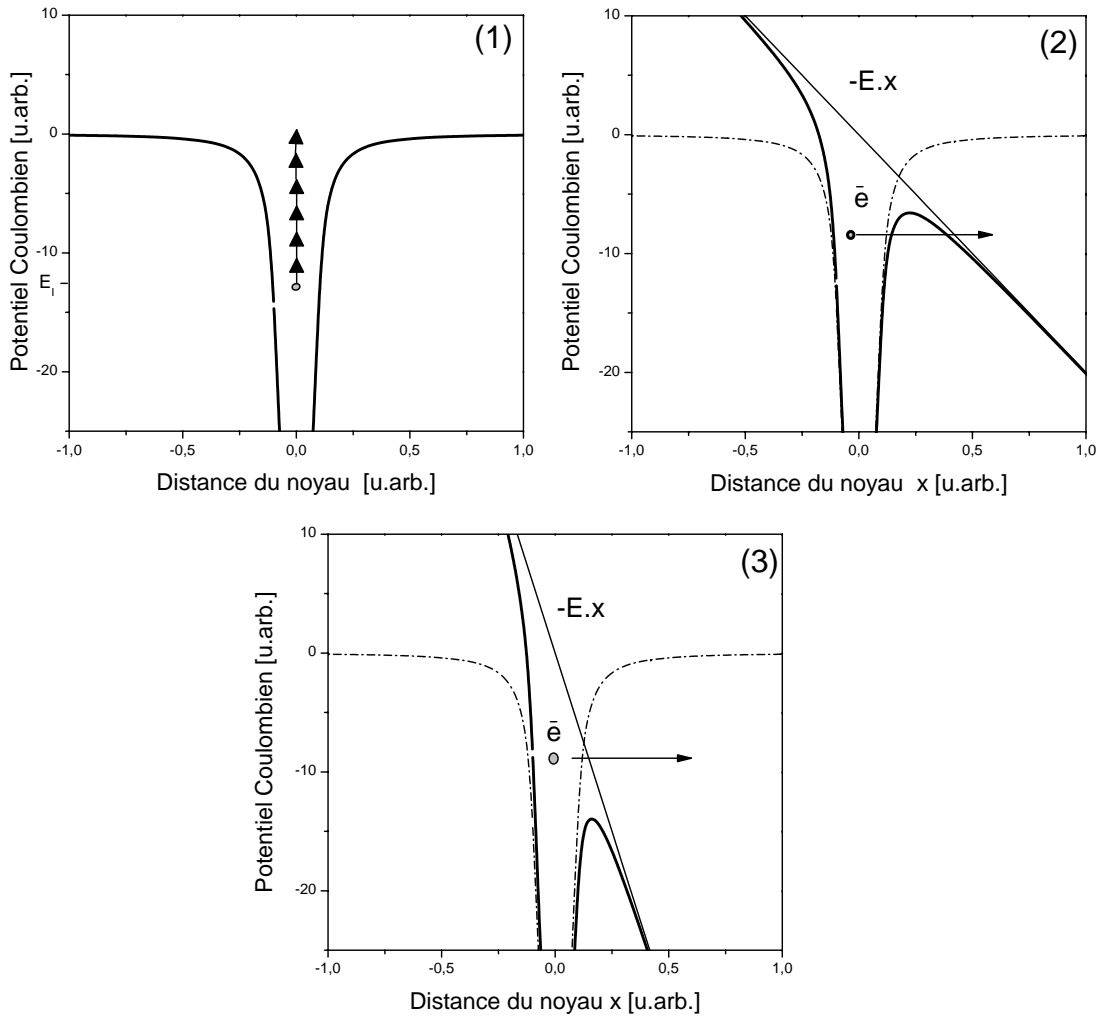 (1)
Potentiel Coulombien [u.arb.]
10
0
-10
E_I
-20
-1,0 -0,5 0,0 0,5 1,0
Distance du noyau [u.arb.]
(2)
-E.x
ē
Potentiel Coulombien [u.arb.]
10
0
-10
-20
-1,0 -0,5 0,0 0,5 1,0
Distance du noyau x [u.arb.]
(3)
-E.x
ē
Potentiel Coulombien [u.arb.]
10
0
-10
-20
-1,0 -0,5 0,0 0,5 1,0
Distance du noyau x [u.arb.]